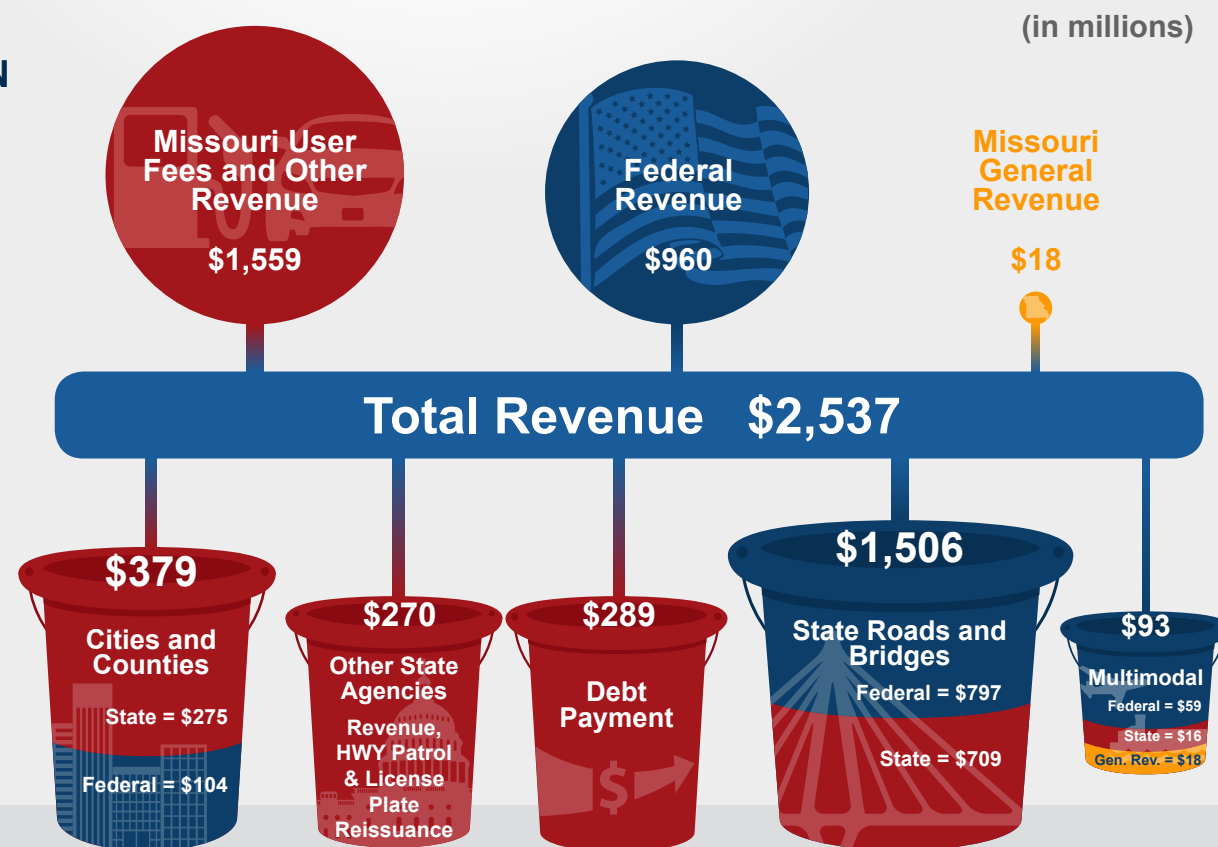 (in millions)
N
Missouri User
Fees and Other
Revenue
$1,559
Federal
Revenue
$960
Missouri
General
Revenue
$18
Total Revenue $2,537
$379
Cities and
Counties
State = $275
Federal = $104
$270
Other State
Agencies
Revenue,
HWY Patrol
& License
Plate
Reissuance
$289
Debt
Payment
$
$1,506
State Roads and
Bridges
Federal = $797
State = $709
$93
Multimodal
Federal = $59
State = $16
Gen. Rev. = $18